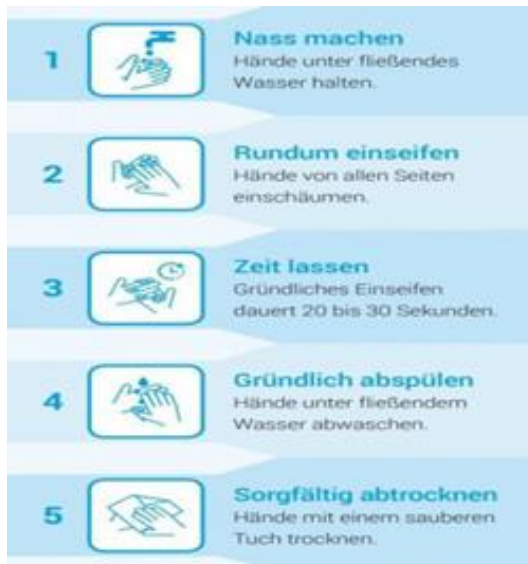 1
Nass machen
Hände unter fließendes
Wasser halten.
2
Rundum einseifen
Hände von allen Seiten
einschäumen.
3
Zeit lassen
Gründliches Einseifen
dauert 20 bis 30 Sekunden.
4
Gründlich abspülen
Hände unter fließendem
Wasser abwaschen.
5
Sorgfältig abtrocknen
Hände mit einem sauberen
Tuch trocknen.